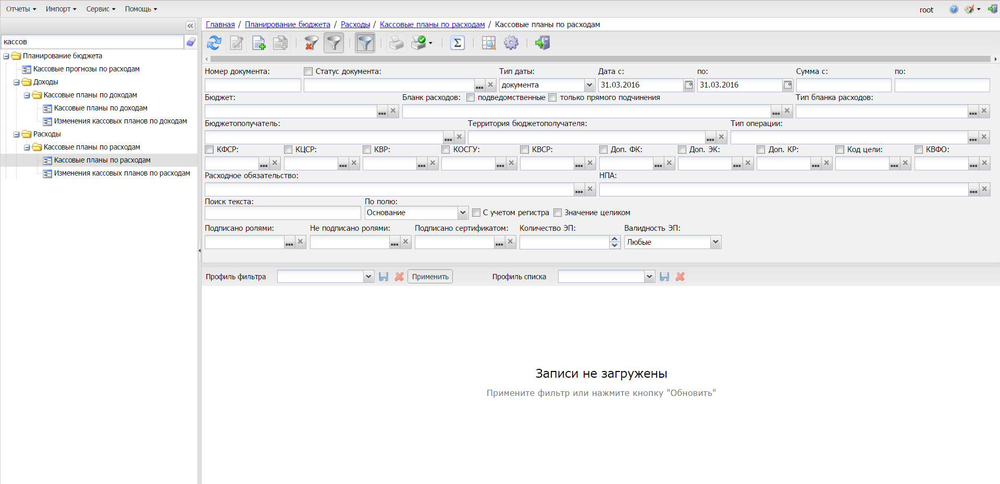 Отчеты Импорт Сервис Помощь root
Главная / Планирование бюджета / Расходы / Кассовые планы по расходам / Кассовые планы по расходам
кассов
Планирование бюджета
Кассовые прогнозы по расходам
Доходы
Кассовые планы по доходам
Кассовые планы по доходам
Изменения кассовых планов по доходам
Расходы
Кассовые планы по расходам
Кассовые планы по расходам
Изменения кассовых планов по расходам
Номер документа: Статус документа: Тип даты: Дата с: по: Сумма с: по:
документа 31.03.2016 31.03.2016
Бюджет: Бланк расходов: подведомственные только прямого подчинения Тип бланка расходов:
Бюджетополучатель: Территория бюджетополучателя: Тип операции:
КФСР: КЦСР: КВР: КОСГУ: КВСР: Доп. ФК: Доп. ЭК: Доп. КР: Код цели: КВФО:
Расходное обязательство: НПА:
Поиск текста: По полю:
Основание С учетом регистра Значение целиком
Подписано ролями: Не подписано ролями: Подписано сертификатом: Количество ЭП: Валидность ЭП:
Любые
Профиль фильтра Применить Профиль списка
Записи не загружены
Примените фильтр или нажмите кнопку "Обновить"